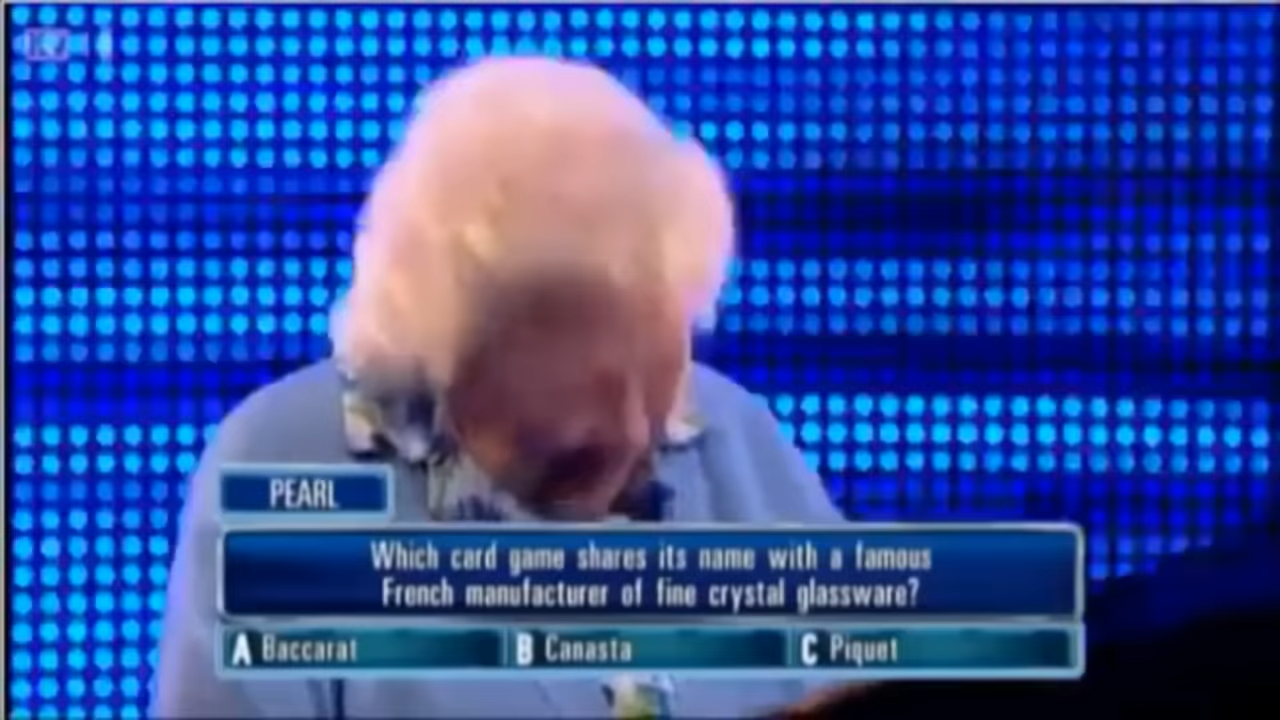 PEARL
Which card game shares its name with a famous
French manufacturer of fine crystal glassware?
A Baccarat
B Canasta
C Piquet